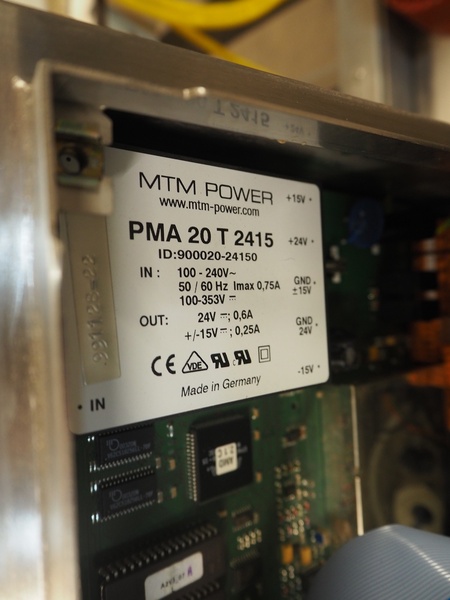 MTM POWER
www.mtm-power.com
PMA 20 T 2415
ID:900020-24150
IN : 100 - 240V~
50 / 60 Hz Imax 0,75A
100-353V ⎓
OUT: 24V ⎓; 0,6A
+/-15V ⎓; 0,25A
CE VDE
Made in Germany
+15V •
+24V •
GND •
±15V
GND •
24V
-15V •
• IN